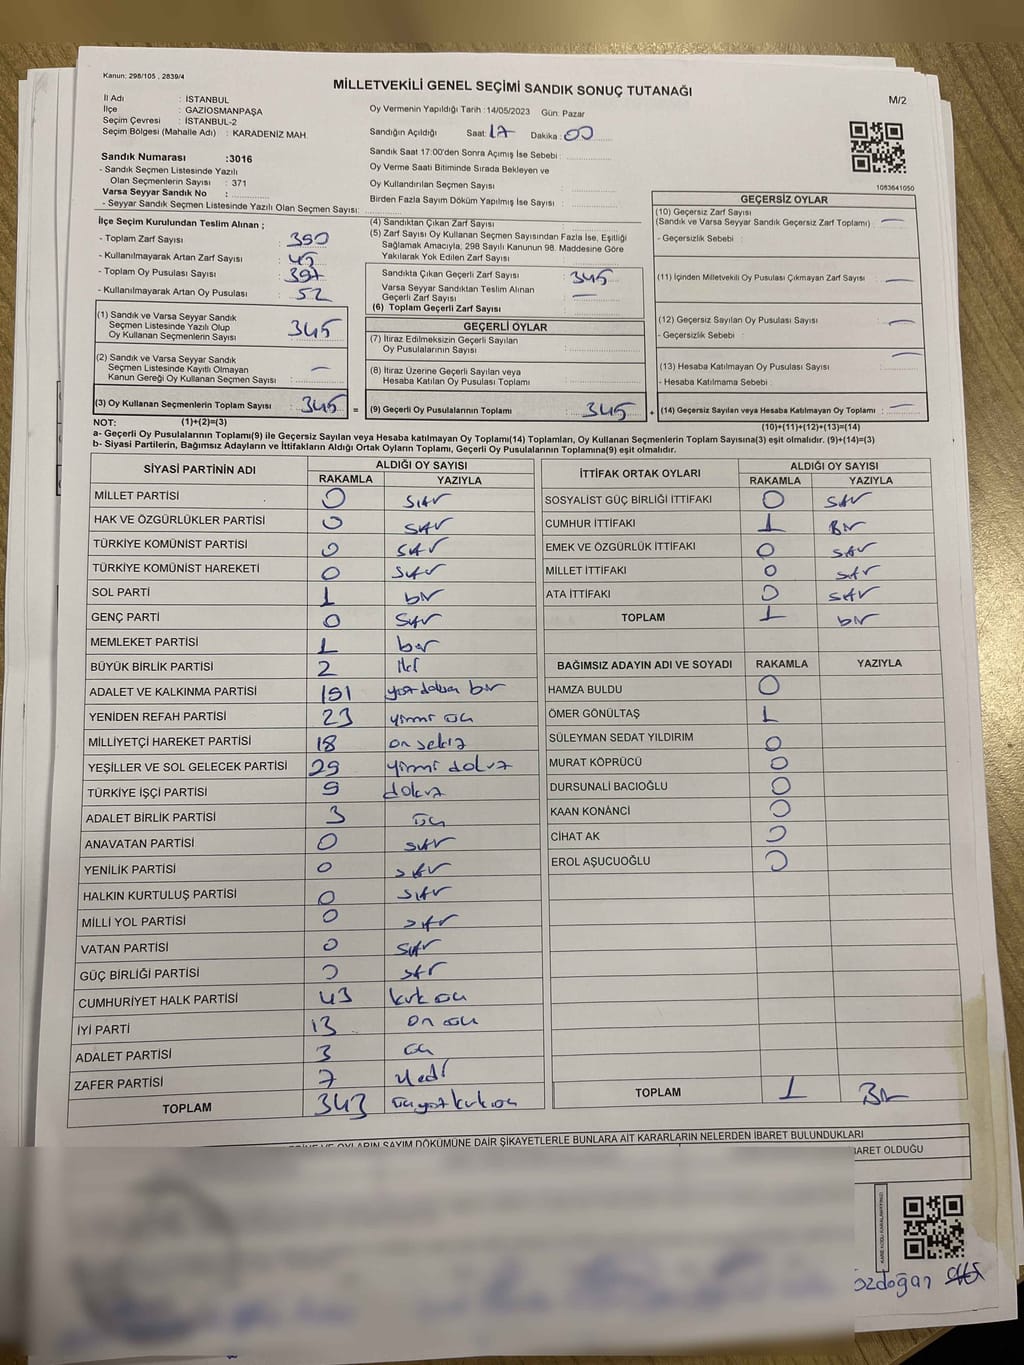 Kanun: 298/105 , 2839/4
MİLLETVEKİLİ GENEL SEÇİMİ SANDIK SONUÇ TUTANAĞI
M/2
İl Adı : İSTANBUL
İlçe : GAZİOSMANPAŞA
Seçim Çevresi : İSTANBUL-2
Seçim Bölgesi (Mahalle Adı) : KARADENİZ MAH.
Oy Vermenin Yapıldığı Tarih :14/05/2023 Gün: Pazar
Sandığın Açıldığı Saat: 17 Dakika : 00
Sandık Saat 17:00'den Sonra Açımış İse Sebebi :
Oy Verme Saati Bitiminde Sırada Bekleyen ve
Oy Kullandırılan Seçmen Sayısı :
Birden Fazla Sayım Döküm Yapılmış İse Sayısı :
1083641050
Sandık Numarası :3016
- Sandık Seçmen Listesinde Yazılı
Olan Seçmenlerin Sayısı : 371
Varsa Seyyar Sandık No :
- Seyyar Sandık Seçmen Listesinde Yazılı Olan Seçmen Sayısı:
İlçe Seçim Kurulundan Teslim Alınan ;
- Toplam Zarf Sayısı : 390
- Kullanılmayarak Artan Zarf Sayısı : 45
- Toplam Oy Pusulası Sayısı : 397
- Kullanılmayarak Artan Oy Pusulası : 52
(1) Sandık ve Varsa Seyyar Sandık
Seçmen Listesinde Yazılı Olup
Oy Kullanan Seçmenlerin Sayısı : 345
(2) Sandık ve Varsa Seyyar Sandık
Seçmen Listesinde Kayıtlı Olmayan
Kanun Gereği Oy Kullanan Seçmen Sayısı : —
(3) Oy Kullanan Seçmenlerin Toplam Sayısı : 345 =
(1)+(2)=(3)
(4) Sandıktan Çıkan Zarf Sayısı :
(5) Zarf Sayısı Oy Kullanan Seçmen Sayısından Fazla İse, Eşitliği
Sağlamak Amacıyla, 298 Sayılı Kanunun 98. Maddesine Göre
Yakılarak Yok Edilen Zarf Sayısı :
Sandıkta Çıkan Geçerli Zarf Sayısı : 345
Varsa Seyyar Sandıktan Teslim Alınan
Geçerli Zarf Sayısı : —
(6) Toplam Geçerli Zarf Sayısı :
GEÇERLİ OYLAR
(7) İtiraz Edilmeksizin Geçerli Sayılan
Oy Pusulalarının Sayısı :
(8) İtiraz Üzerine Geçerli Sayılan veya
Hesaba Katılan Oy Pusulası Toplamı :
(9) Geçerli Oy Pusulalarının Toplamı : 345 +
GEÇERSİZ OYLAR
(10) Geçersiz Zarf Sayısı
(Sandık ve Varsa Seyyar Sandık Geçersiz Zarf Toplamı) : —
- Geçersizlik Sebebi :
(11) İçinden Milletvekili Oy Pusulası Çıkmayan Zarf Sayısı : —
(12) Geçersiz Sayılan Oy Pusulası Sayısı : —
- Geçersizlik Sebebi :
(13) Hesaba Katılmayan Oy Pusulası Sayısı : —
- Hesaba Katılmama Sebebi :
(14) Geçersiz Sayılan veya Hesaba Katılmayan Oy Toplamı : —
(10)+(11)+(12)+(13)=(14)
NOT:
a- Geçerli Oy Pusulalarının Toplamı(9) ile Geçersiz Sayılan veya Hesaba katılmayan Oy Toplamı(14) Toplamları, Oy Kullanan Seçmenlerin Toplam Sayısına(3) eşit olmalıdır. (9)+(14)=(3)
b- Siyasi Partilerin, Bağımsız Adayların ve İttifakların Aldığı Ortak Oyların Toplamı, Geçerli Oy Pusulalarının Toplamına(9) eşit olmalıdır.
SİYASİ PARTİNİN ADI ALDIĞI OY SAYISI
RAKAMLA YAZIYLA
MİLLET PARTİSİ 0 sıfır
HAK VE ÖZGÜRLÜKLER PARTİSİ 0 sıfır
TÜRKİYE KOMÜNİST PARTİSİ 0 sıfır
TÜRKİYE KOMÜNİST HAREKETİ 0 sıfır
SOL PARTİ 1 bir
GENÇ PARTİ 0 sıfır
MEMLEKET PARTİSİ 1 bir
BÜYÜK BİRLİK PARTİSİ 2 iki
ADALET VE KALKINMA PARTİSİ 191 yüz doksan bir
YENİDEN REFAH PARTİSİ 23 yirmi üç
MİLLİYETÇİ HAREKET PARTİSİ 18 on sekiz
YEŞİLLER VE SOL GELECEK PARTİSİ 29 yirmi dokuz
TÜRKİYE İŞÇİ PARTİSİ 9 dokuz
ADALET BİRLİK PARTİSİ 3 üç
ANAVATAN PARTİSİ 0 sıfır
YENİLİK PARTİSİ 0 sıfır
HALKIN KURTULUŞ PARTİSİ 0 sıfır
MİLLİ YOL PARTİSİ 0 sıfır
VATAN PARTİSİ 0 sıfır
GÜÇ BİRLİĞİ PARTİSİ 0 sıfır
CUMHURİYET HALK PARTİSİ 43 kırk üç
İYİ PARTİ 13 on üç
ADALET PARTİSİ 3 üç
ZAFER PARTİSİ 7 yedi
TOPLAM 343 üçyüz kırk üç
İTTİFAK ORTAK OYLARI ALDIĞI OY SAYISI
RAKAMLA YAZIYLA
SOSYALİST GÜÇ BİRLİĞİ İTTİFAKI 0 sıfır
CUMHUR İTTİFAKI 1 Bir
EMEK VE ÖZGÜRLÜK İTTİFAKI 0 sıfır
MİLLET İTTİFAKI 0 sıfır
ATA İTTİFAKI 0 sıfır
TOPLAM 1 bir
BAĞIMSIZ ADAYIN ADI VE SOYADI RAKAMLA YAZIYLA
HAMZA BULDU 0
ÖMER GÖNÜLTAŞ 1
SÜLEYMAN SEDAT YILDIRIM 0
MURAT KÖPRÜCÜ 0
DURSUNALİ BACIOĞLU 0
KAAN KONANCİ 0
CİHAT AK 0
EROL AŞUCUOĞLU 0
TOPLAM 1 Bir
VE OYLARIN SAYIM DÖKÜMÜNE DAİR ŞİKAYETLERLE BUNLARA AİT KARARLARIN NELERDEN İBARET BULUNDUKLARI
BARET OLDUĞU
özdoğan